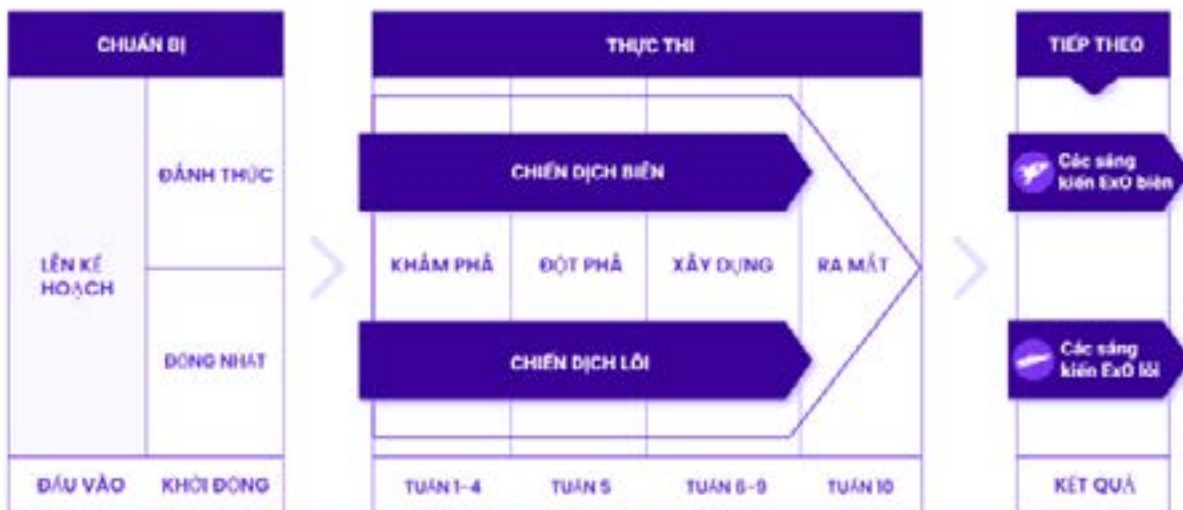 CHUẨN BỊ
THỰC THI
TIẾP THEO
ĐÁNH THỨC
CHIẾN DỊCH BIÊN
Các sáng
kiến ExO biên
LÊN KẾ
HOẠCH
KHÁM PHÁ
ĐỘT PHÁ
XÂY DỰNG
RA MẮT
ĐỒNG NHẤT
CHIẾN DỊCH LÕI
Các sáng
kiến ExO lõi
ĐẦU VÀO
KHỞI ĐỘNG
TUẦN 1-4
TUẦN 5
TUẦN 6-9
TUẦN 10
KẾT QUẢ